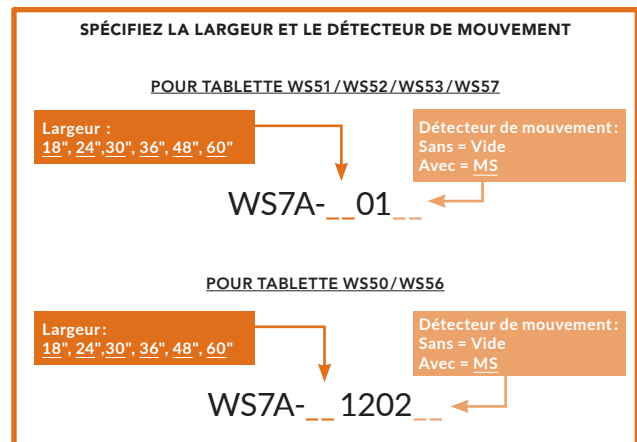 SPÉCIFIEZ LA LARGEUR ET LE DÉTECTEUR DE MOUVEMENT
POUR TABLETTE WS51/WS52/WS53/WS57
Largeur :
18", 24",30", 36", 48", 60"
Détecteur de mouvement:
Sans = Vide
Avec = MS
WS7A-__01__
POUR TABLETTE WS50/WS56
Largeur:
18", 24",30", 36", 48", 60"
Détecteur de mouvement:
Sans = Vide
Avec = MS
WS7A-__1202__